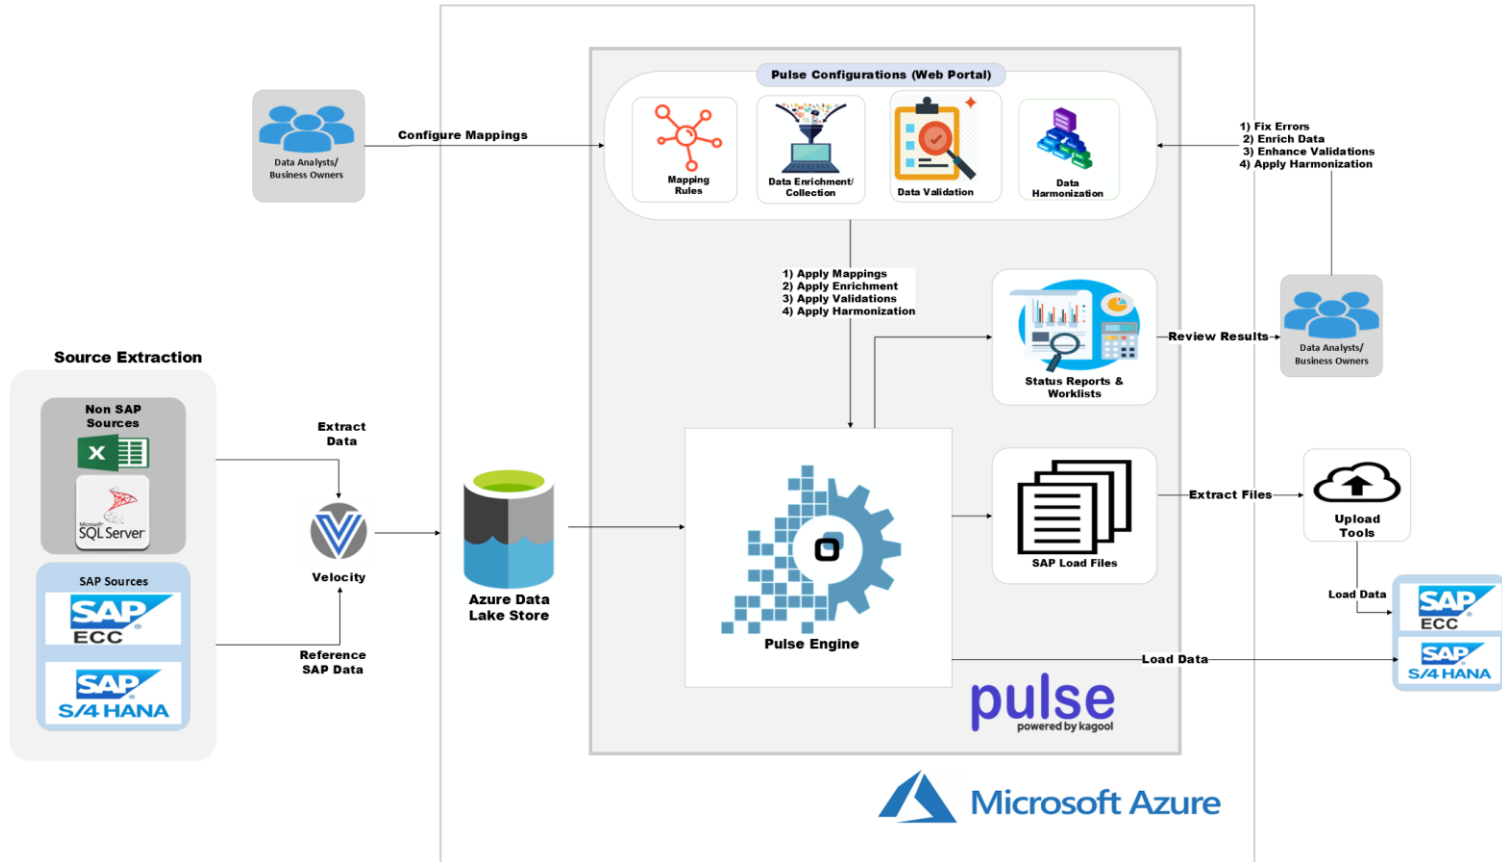 Pulse Configurations (Web Portal)
Mapping
Rules
Data Enrichment/
Collection
Data Validation
Data
Harmonization
Data Analysts/
Business Owners
Configure Mappings
1) Fix Errors
2) Enrich Data
3) Enhance Validations
4) Apply Harmonization
1) Apply Mappings
2) Apply Enrichment
3) Apply Validations
4) Apply Harmonization
Status Reports &
Worklists
Review Results
Data Analysts/
Business Owners
Source Extraction
Non SAP
Sources
X
Microsoft
SQL Server
SAP Sources
SAP
ECC
SAP
S/4 HANA
Extract
Data
Velocity
Reference
SAP Data
Azure Data
Lake Store
Pulse Engine
SAP Load Files
Extract Files
Upload
Tools
Load Data
SAP
ECC
SAP
S/4 HANA
Load Data
pulse
powered by kagool
Microsoft Azure